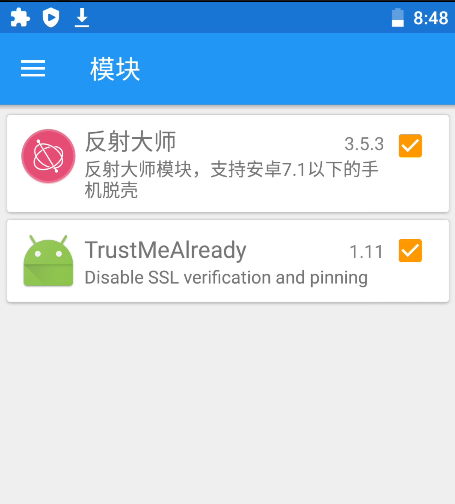 8:48
模块
反射大师
3.5.3
反射大师模块，支持安卓7.1以下的手
机脱壳
TrustMeAlready
1.11
Disable SSL verification and pinning